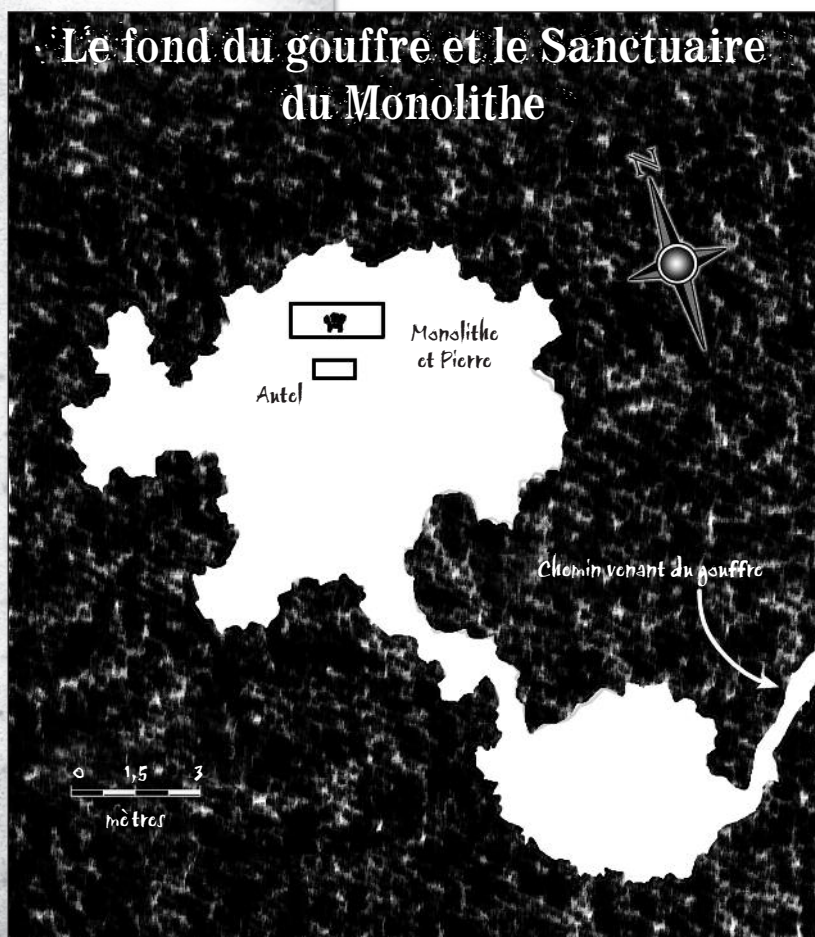 Le fond du gouffre et le Sanctuaire
du Monolithe
N
Monolithe
et Pierre
Autel
Chemin venant du gouffre
0 1,5 3
mètres